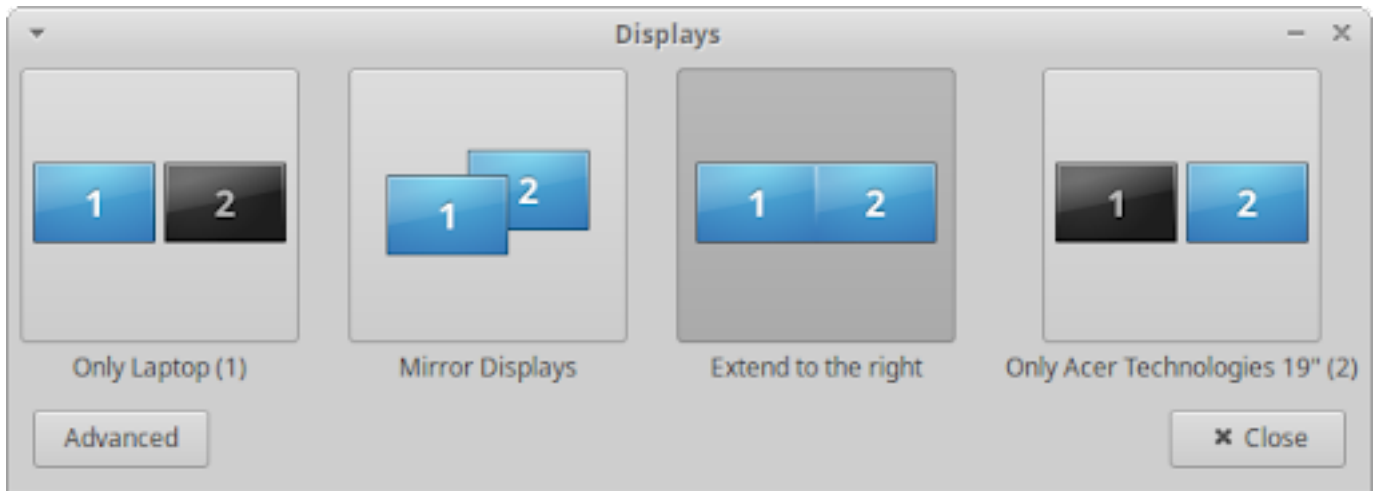 Displays
1 2
1 2
1 2
1 2
Only Laptop (1)
Mirror Displays
Extend to the right
Only Acer Technologies 19" (2)
Advanced
Close